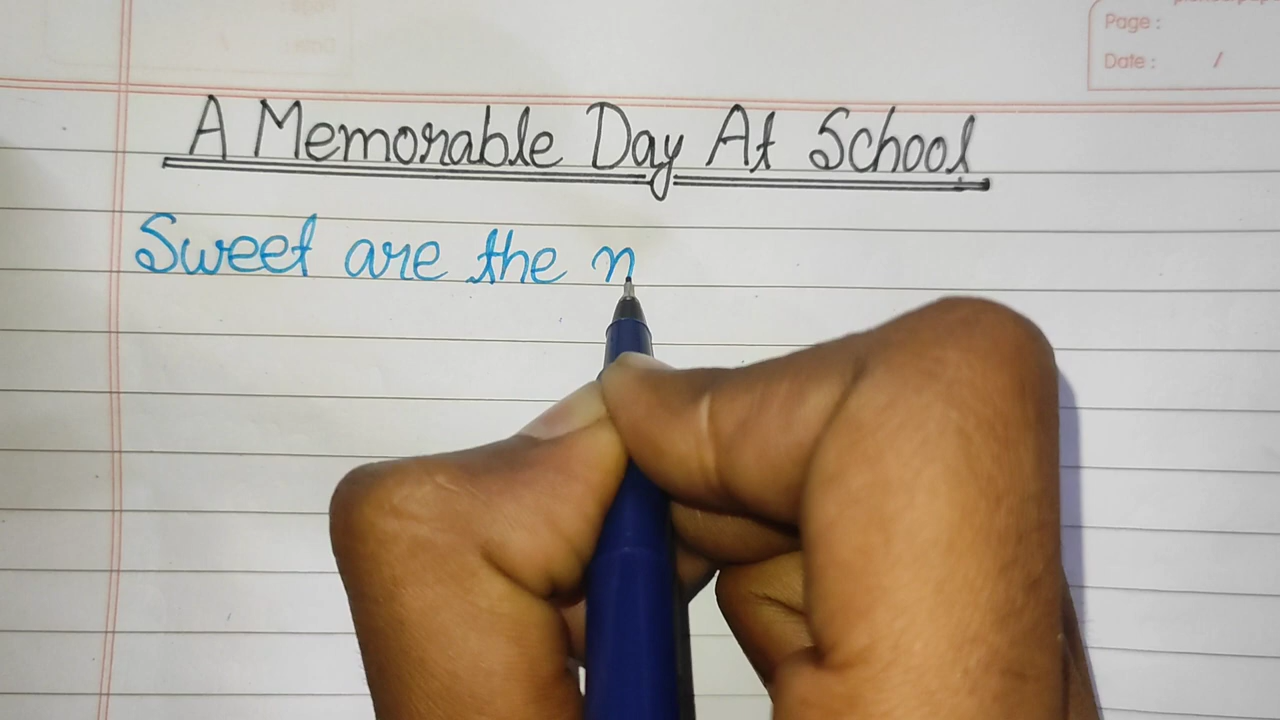 Page :
Date : /
A Memorable Day At School
Sweet are the n